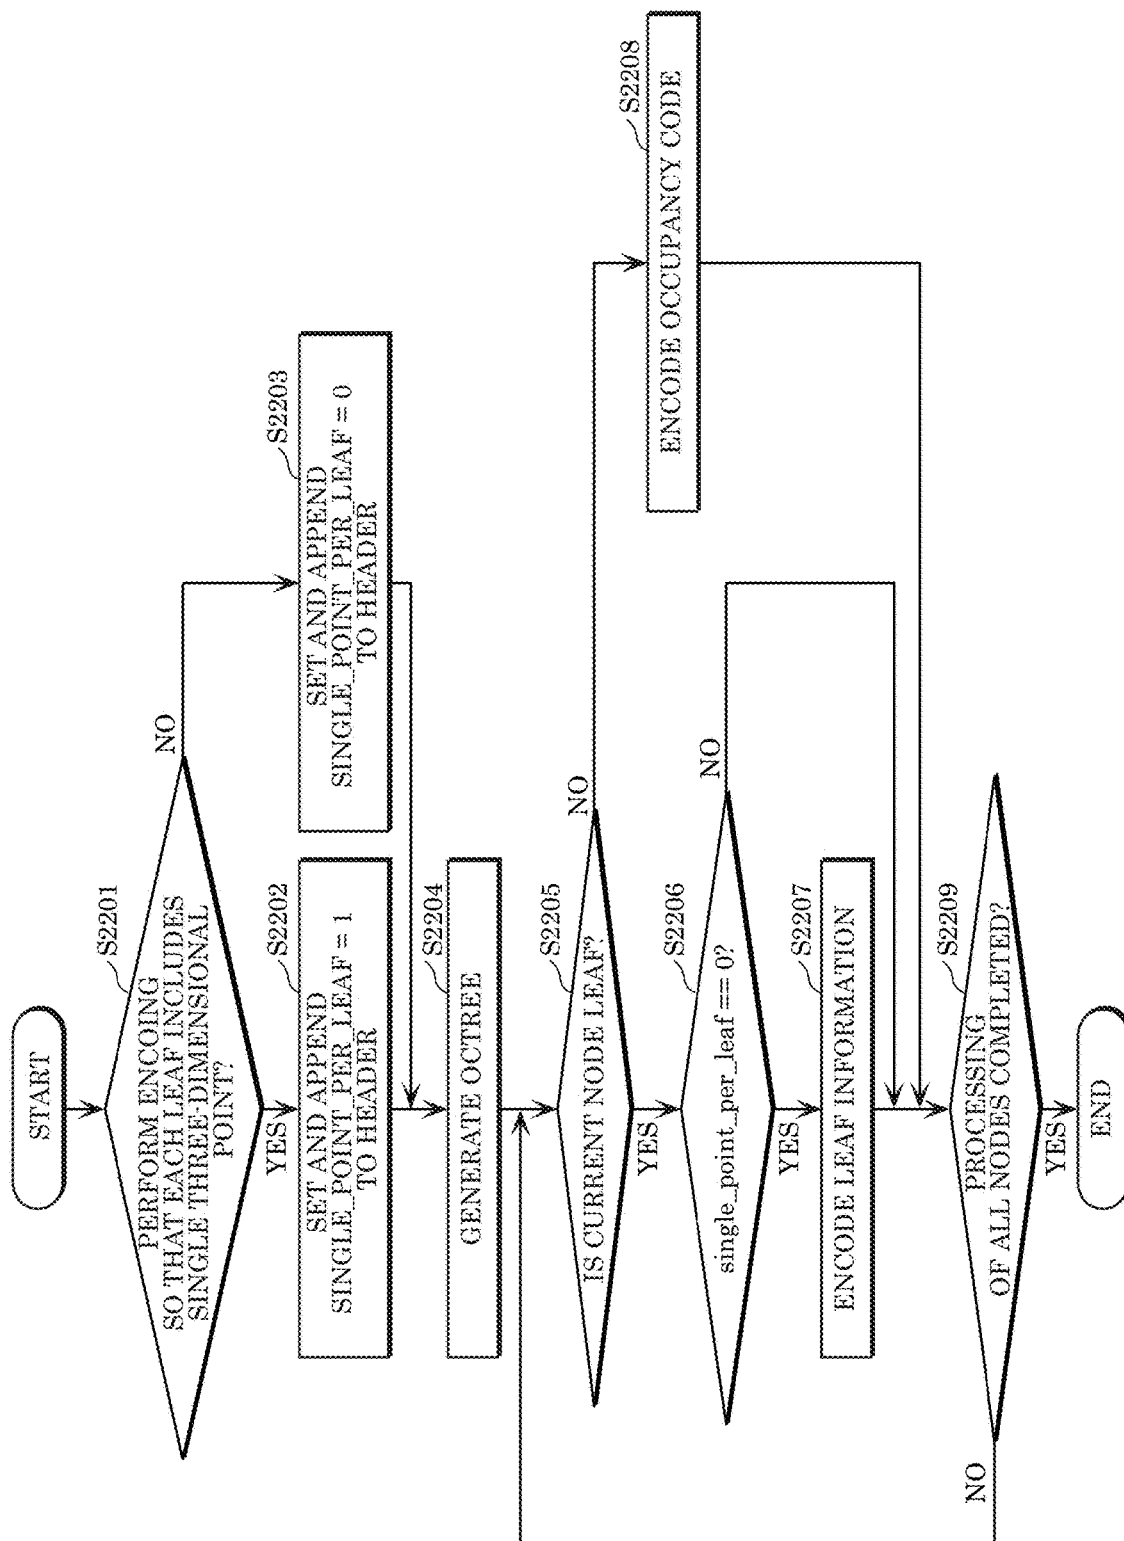 START
S2201
PERFORM ENCOING
SO THAT EACH LEAF INCLUDES
SINGLE THREE-DIMENSIONAL
POINT?
NO
YES
S2202
SET AND APPEND
SINGLE_POINT_PER_LEAF = 1
TO HEADER
S2203
SET AND APPEND
SINGLE_POINT_PER_LEAF = 0
TO HEADER
S2204
GENERATE OCTREE
S2205
IS CURRENT NODE LEAF?
NO
YES
S2206
single_point_per_leaf == 0?
NO
YES
S2207
ENCODE LEAF INFORMATION
S2208
ENCODE OCCUPANCY CODE
S2209
PROCESSING
OF ALL NODES COMPLETED?
NO
YES
END